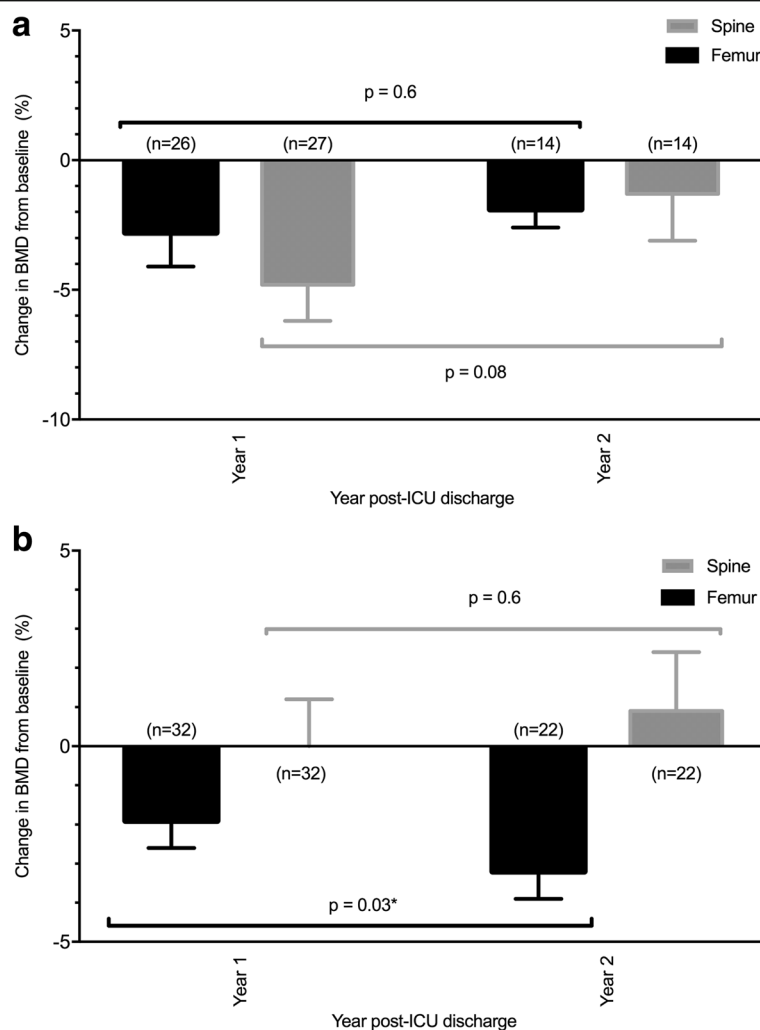 a
5
Spine
Femur
p = 0.6
(n=26) (n=27) (n=14) (n=14)
0
Change in BMD from baseline (%)
-5
p = 0.08
-10
Year 1
Year 2
Year post-ICU discharge
b
5
Spine
Femur
p = 0.6
(n=32) (n=22)
0
(n=32) (n=22)
Change in BMD from baseline (%)
p = 0.03*
-5
Year 1
Year 2
Year post-ICU discharge